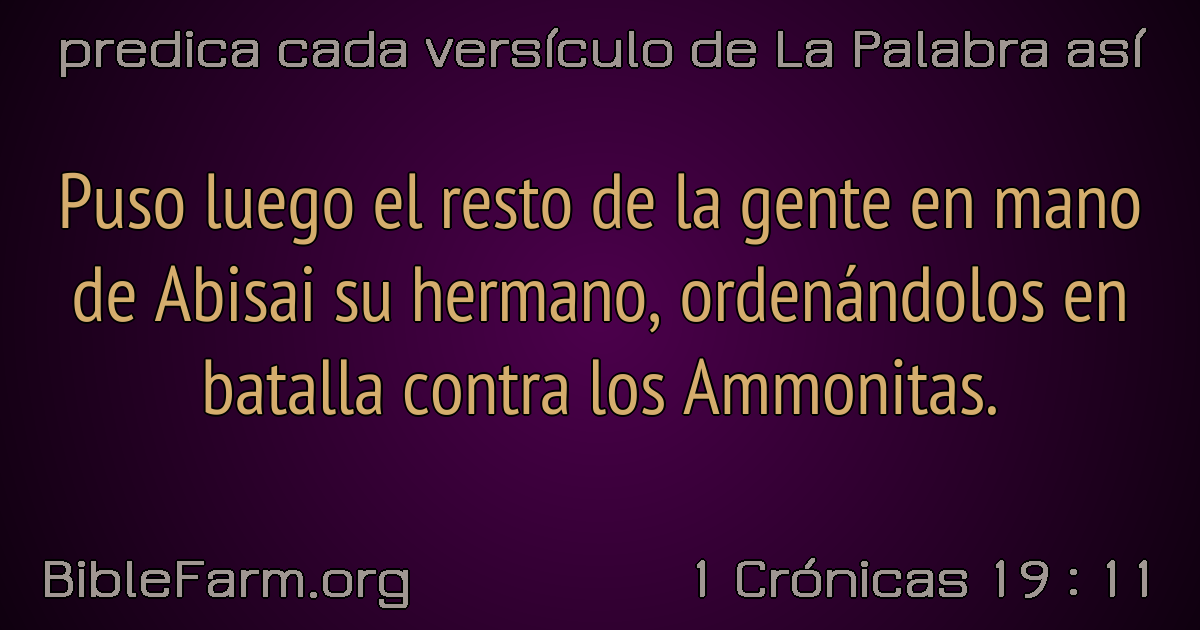 predica cada versículo de La Palabra así
Puso luego el resto de la gente en mano
de Abisai su hermano, ordenándolos en
batalla contra los Ammonitas.
BibleFarm.org
1 Crónicas 19 : 11